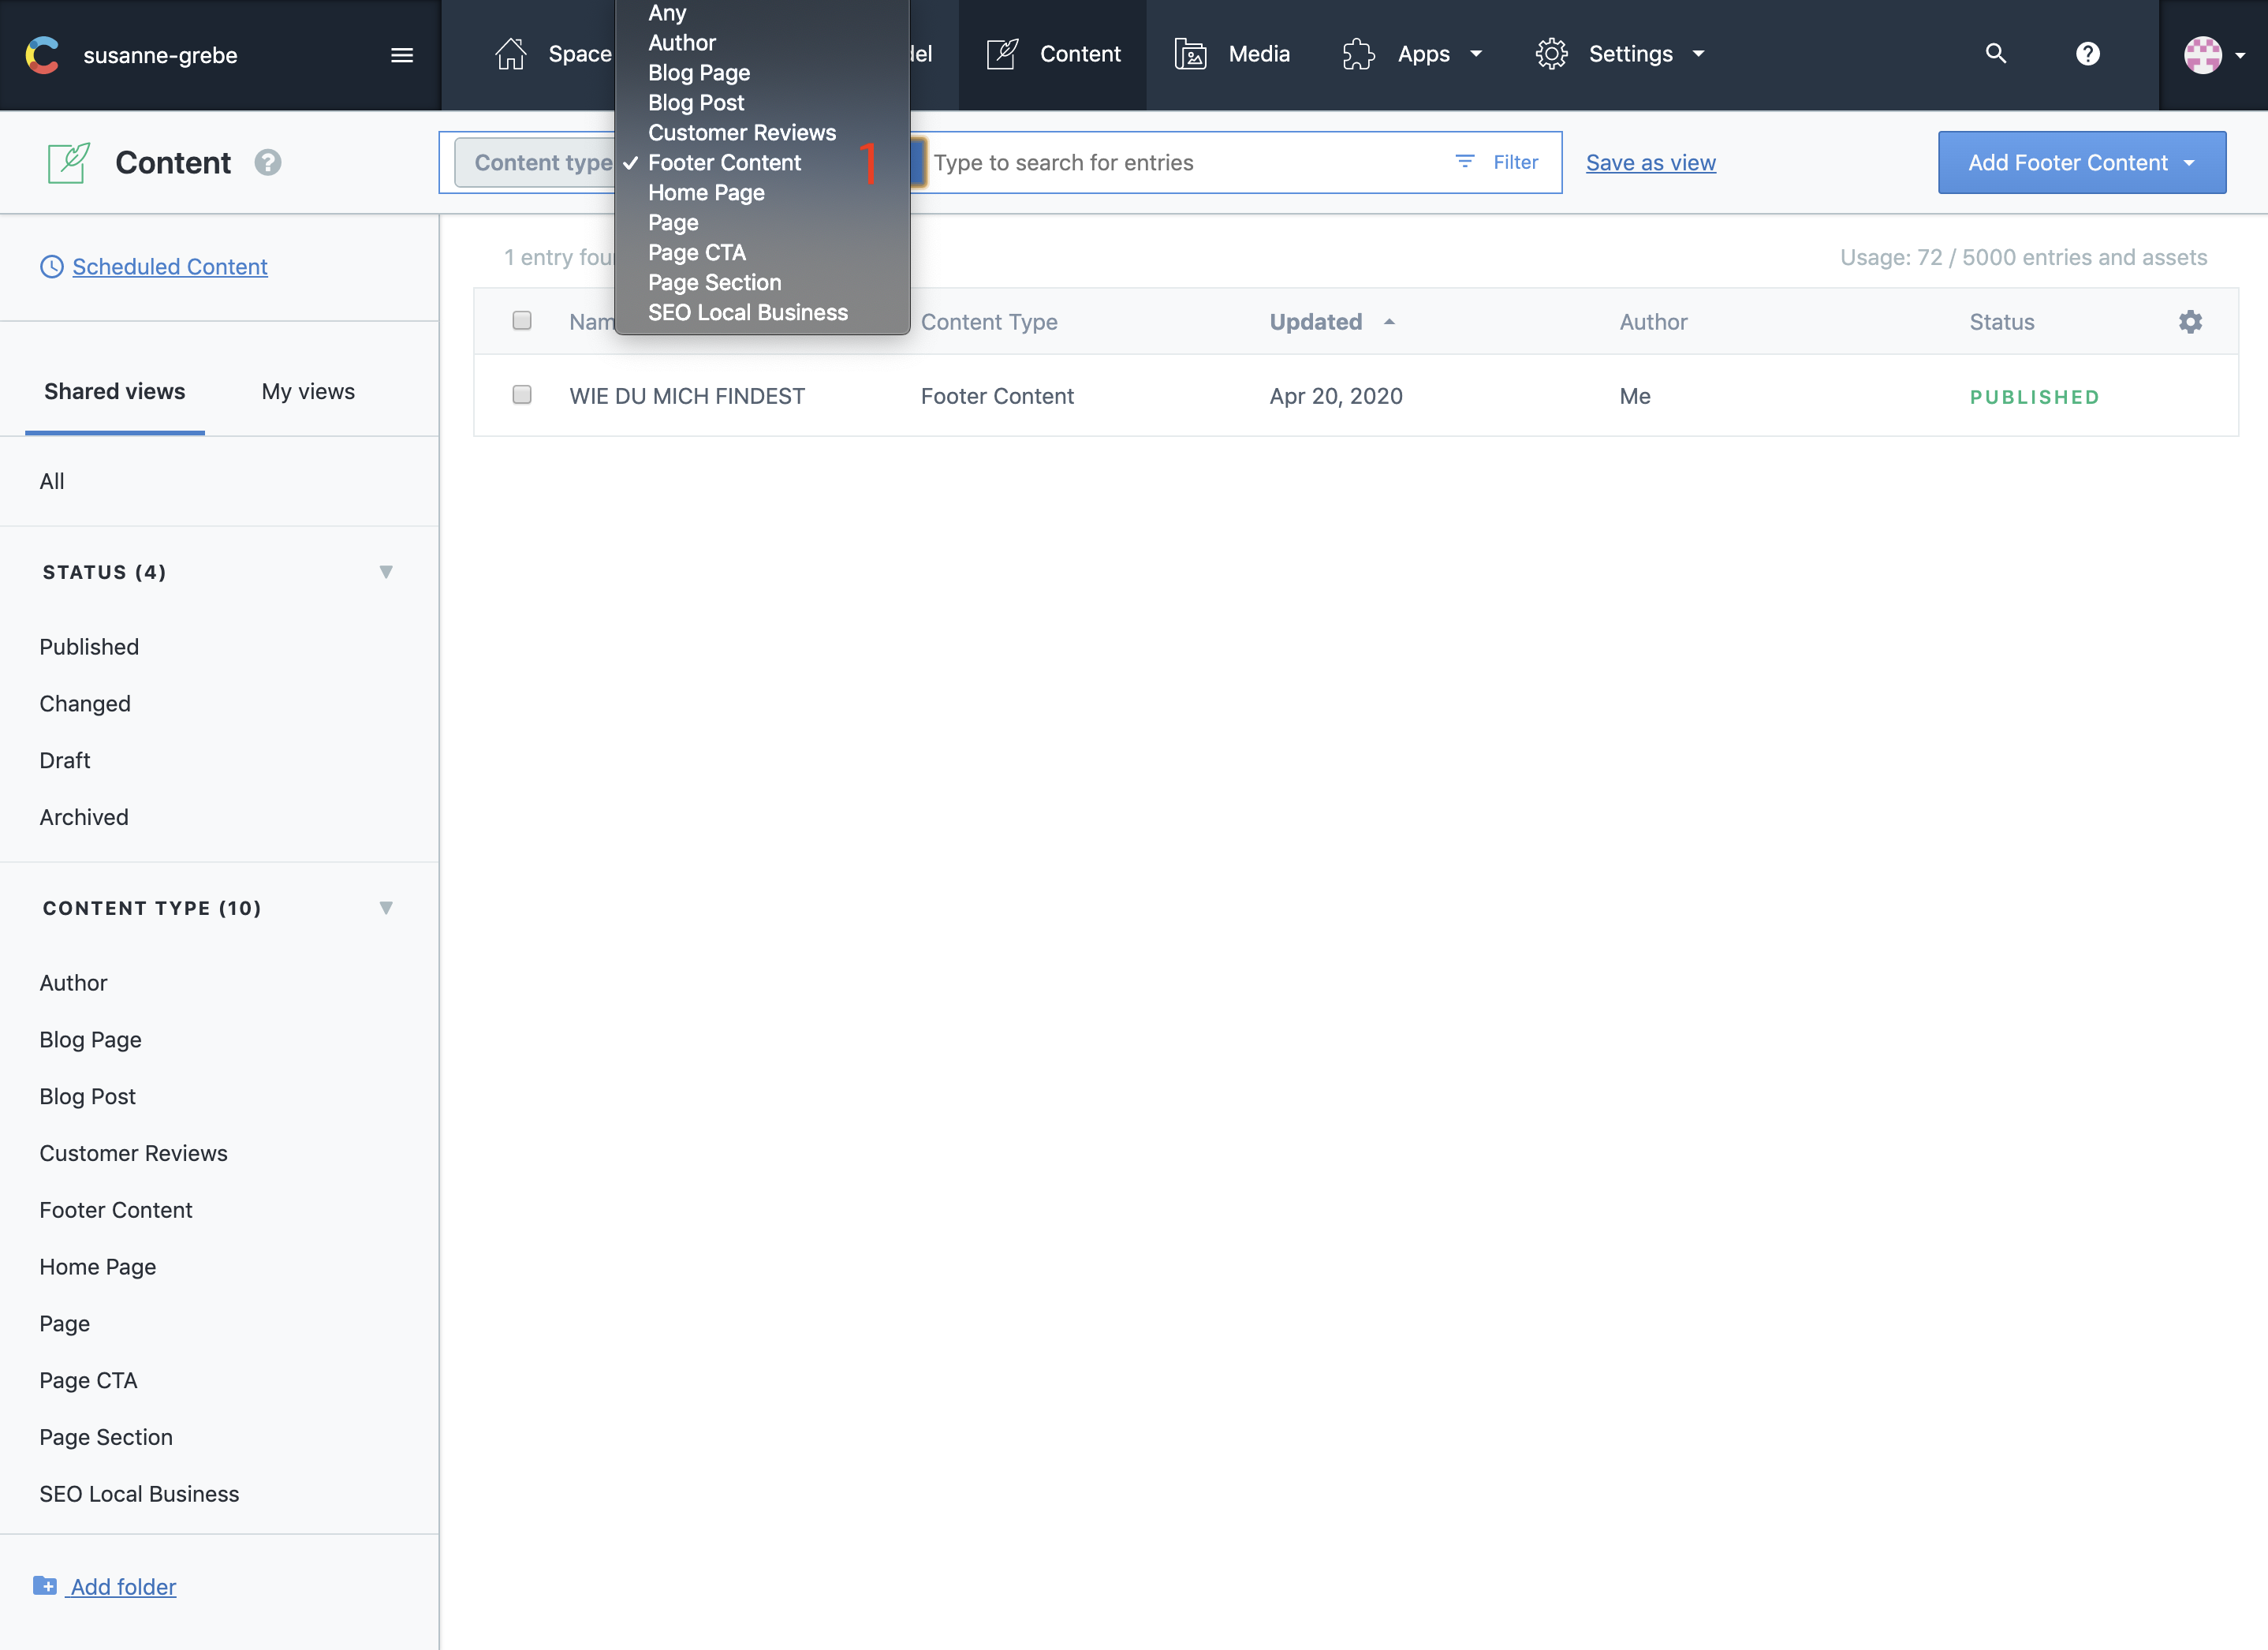 susanne-grebe
Space
Content
Media
Apps
Settings
Any
Author
Blog Page
Blog Post
Customer Reviews
Footer Content
Home Page
Page
Page CTA
Page Section
SEO Local Business
1
Content
Content type
Type to search for entries
Filter
Save as view
Add Footer Content
Scheduled Content
1 entry
Usage: 72 / 5000 entries and assets
Content Type
Updated
Author
Status
WIE DU MICH FINDEST
Footer Content
Apr 20, 2020
Me
PUBLISHED
Shared views
My views
All
STATUS (4)
Published
Changed
Draft
Archived
CONTENT TYPE (10)
Author
Blog Page
Blog Post
Customer Reviews
Footer Content
Home Page
Page
Page CTA
Page Section
SEO Local Business
Add folder